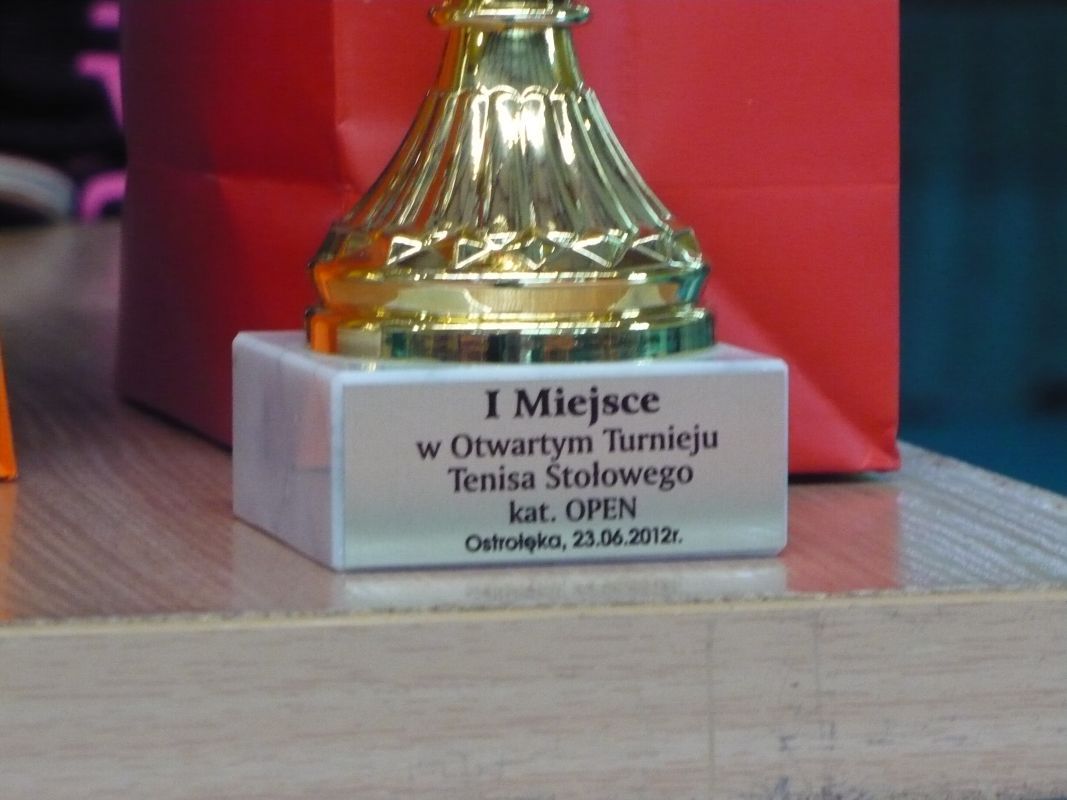 I Miejsce
w Otwartym Turnieju
Tenisa Stołowego
kat. OPEN
Ostrołęka, 23.06.2012r.